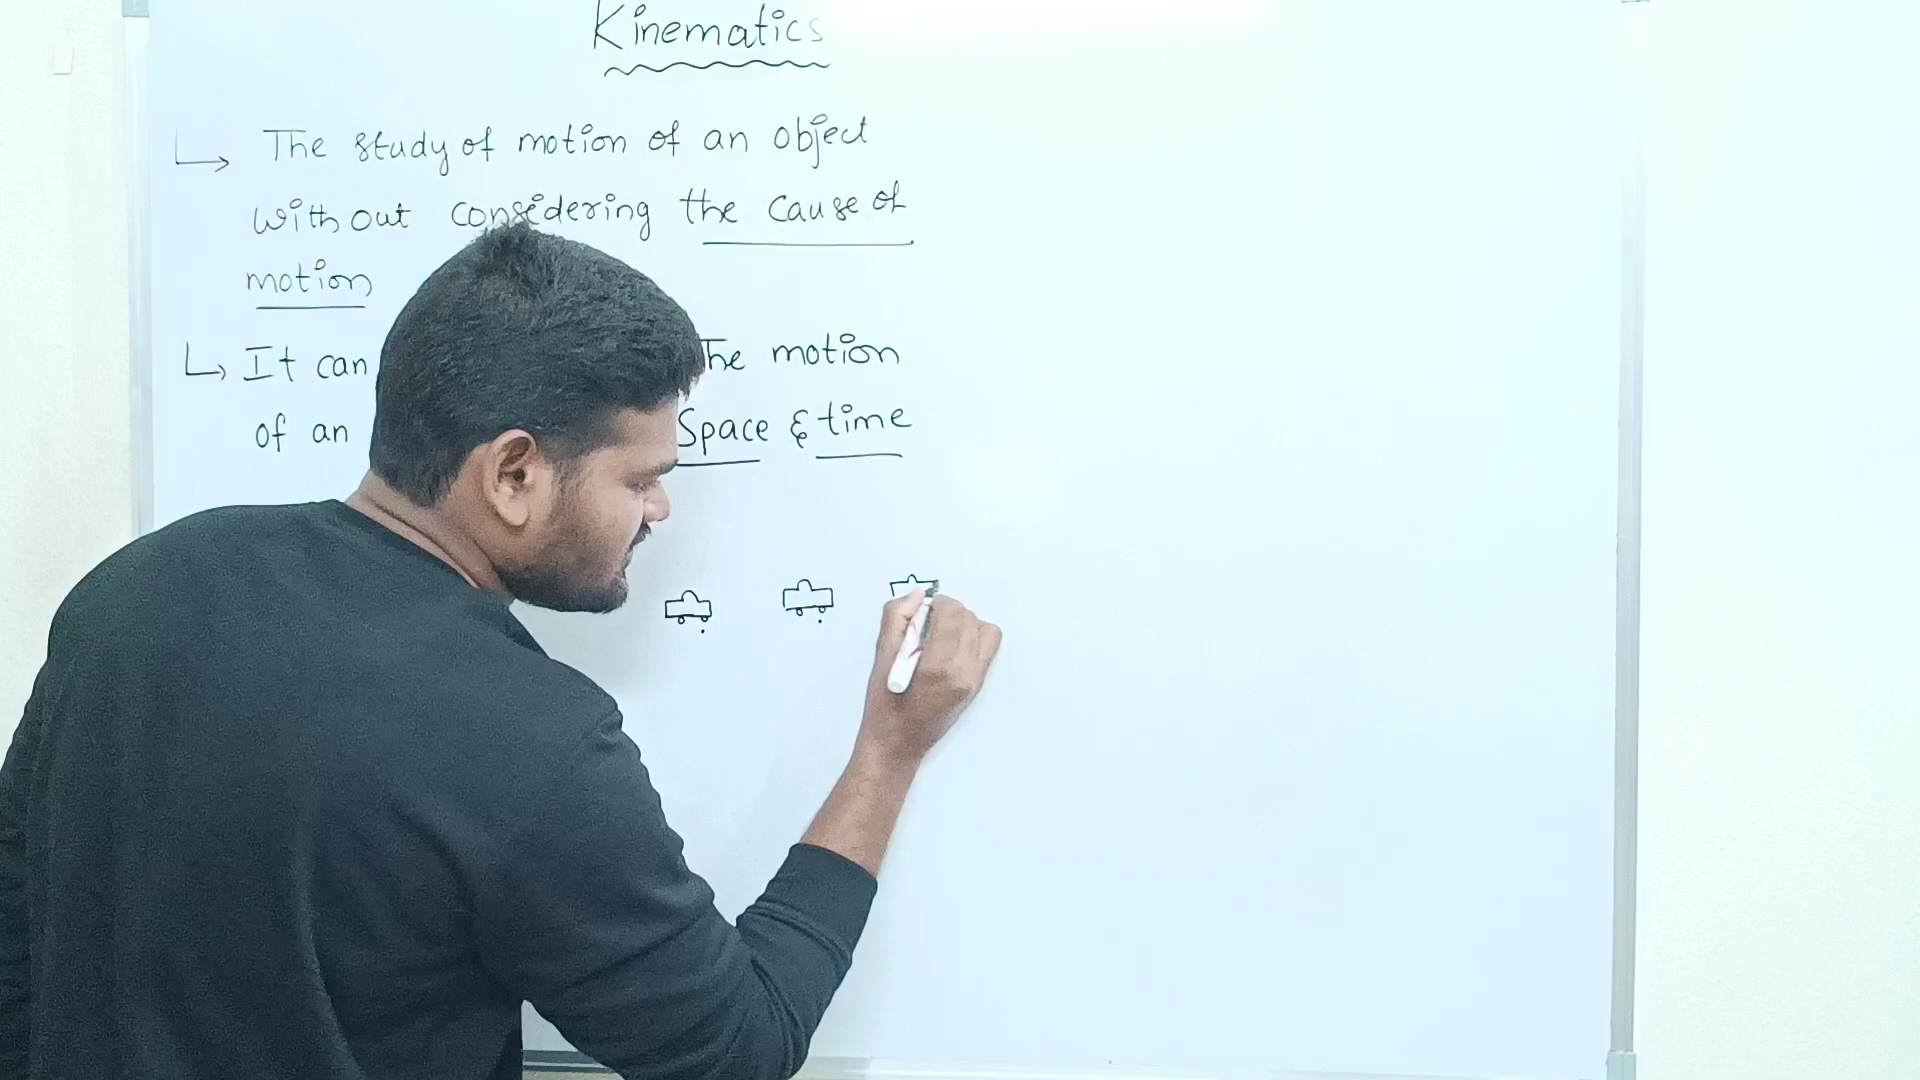 Kinematics
The study of motion of an object
without considering the cause of
motion
It can The motion
of an Space & time